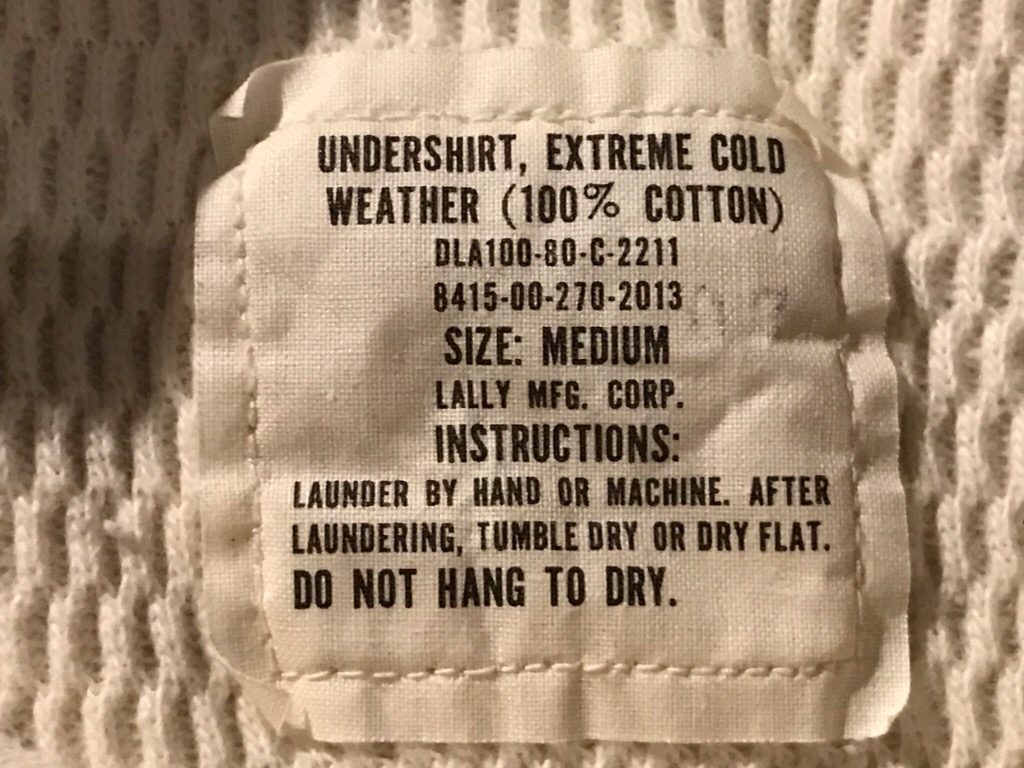 UNDERSHIRT, EXTREME COLD
WEATHER (100% COTTON)
DLA100-80-C-2211
8415-00-270-2013
SIZE: MEDIUM
LALLY MFG. CORP.
INSTRUCTIONS:
LAUNDER BY HAND OR MACHINE. AFTER
LAUNDERING, TUMBLE DRY OR DRY FLAT.
DO NOT HANG TO DRY.